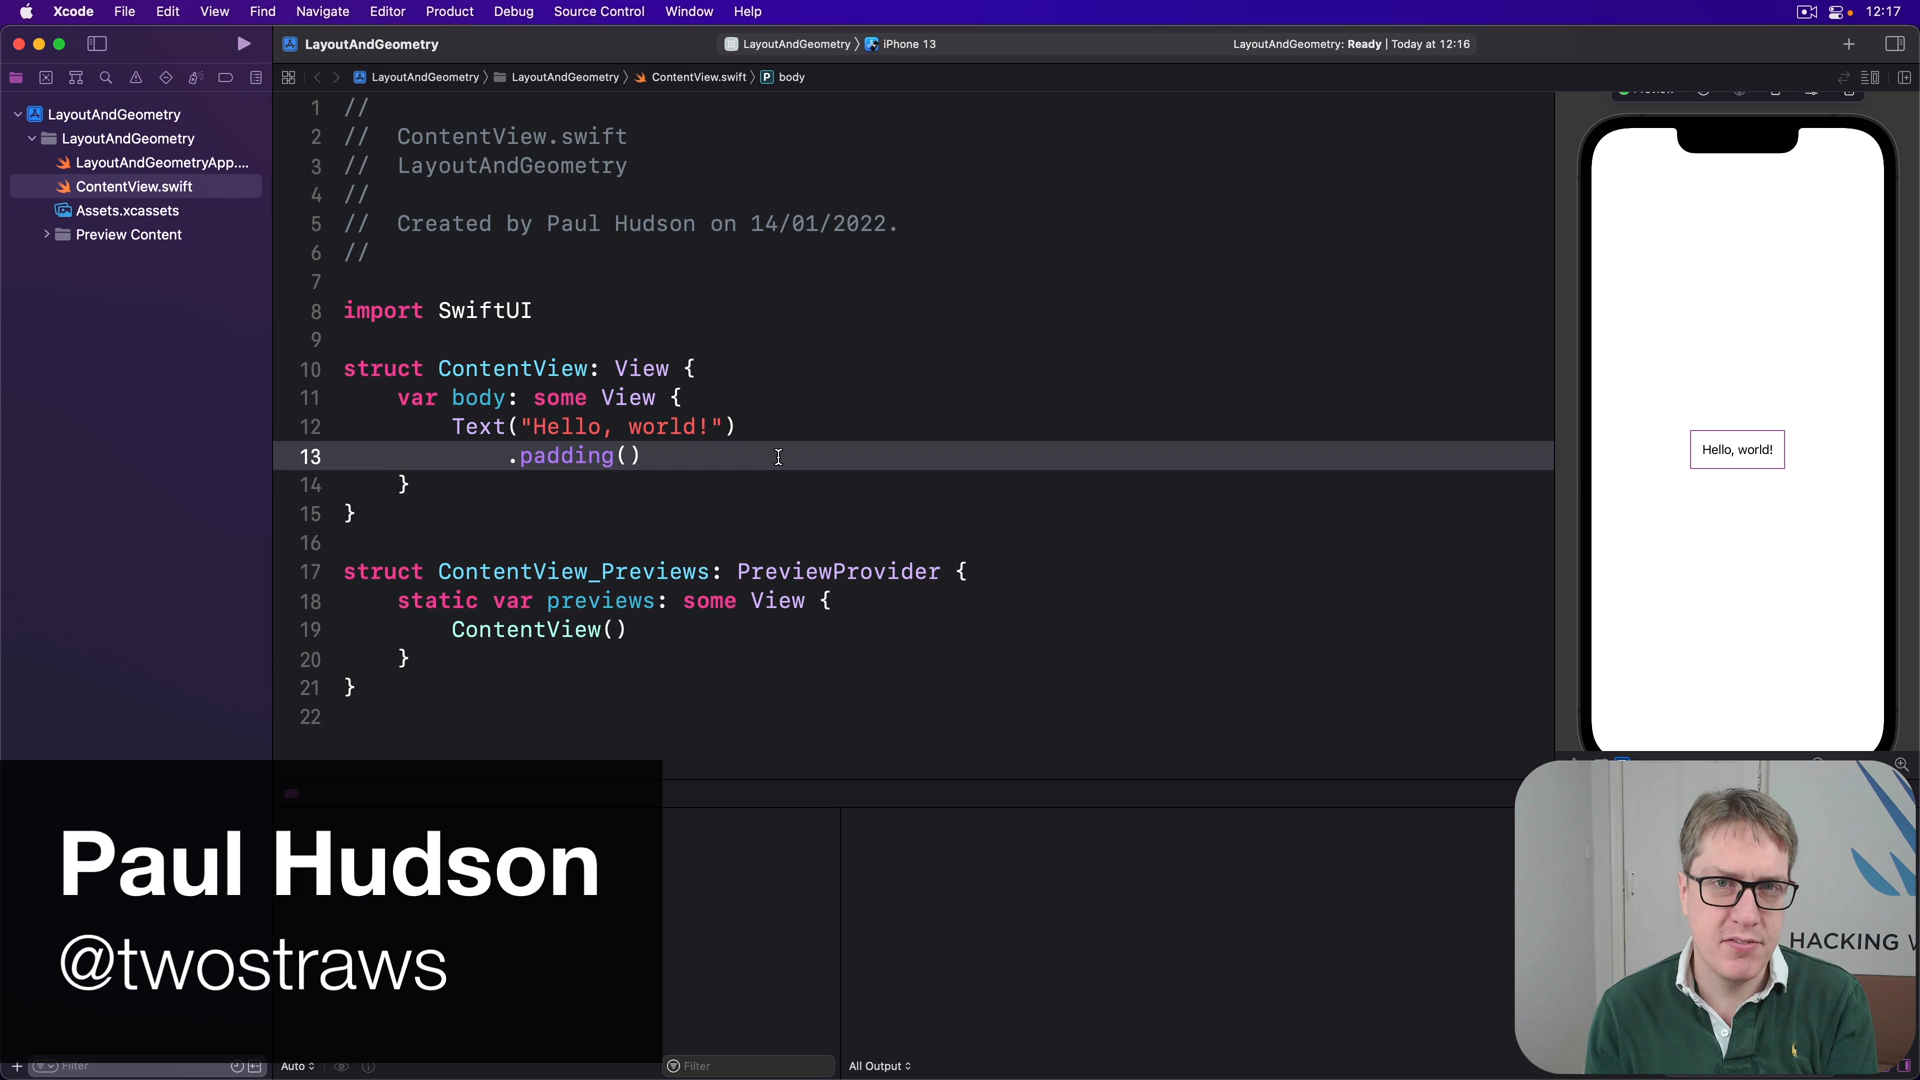 Xcode File Edit View Find Navigate Editor Product Debug Source Control Window Help 12:17
LayoutAndGeometry LayoutAndGeometry iPhone 13 LayoutAndGeometry: Ready | Today at 12:16
LayoutAndGeometry LayoutAndGeometry ContentView.swift P body
LayoutAndGeometry
LayoutAndGeometry
LayoutAndGeometryApp....
ContentView.swift
Assets.xcassets
Preview Content
1 //
2 // ContentView.swift
3 // LayoutAndGeometry
4 //
5 // Created by Paul Hudson on 14/01/2022.
6 //
7
8 import SwiftUI
9
10 struct ContentView: View {
11 var body: some View {
12 Text("Hello, world!")
13 .padding()
14 }
15 }
16
17 struct ContentView_Previews: PreviewProvider {
18 static var previews: some View {
19 ContentView()
20 }
21 }
22
Hello, world!
Paul Hudson
@twostraws
HACKING W
Filter Auto Filter All Output